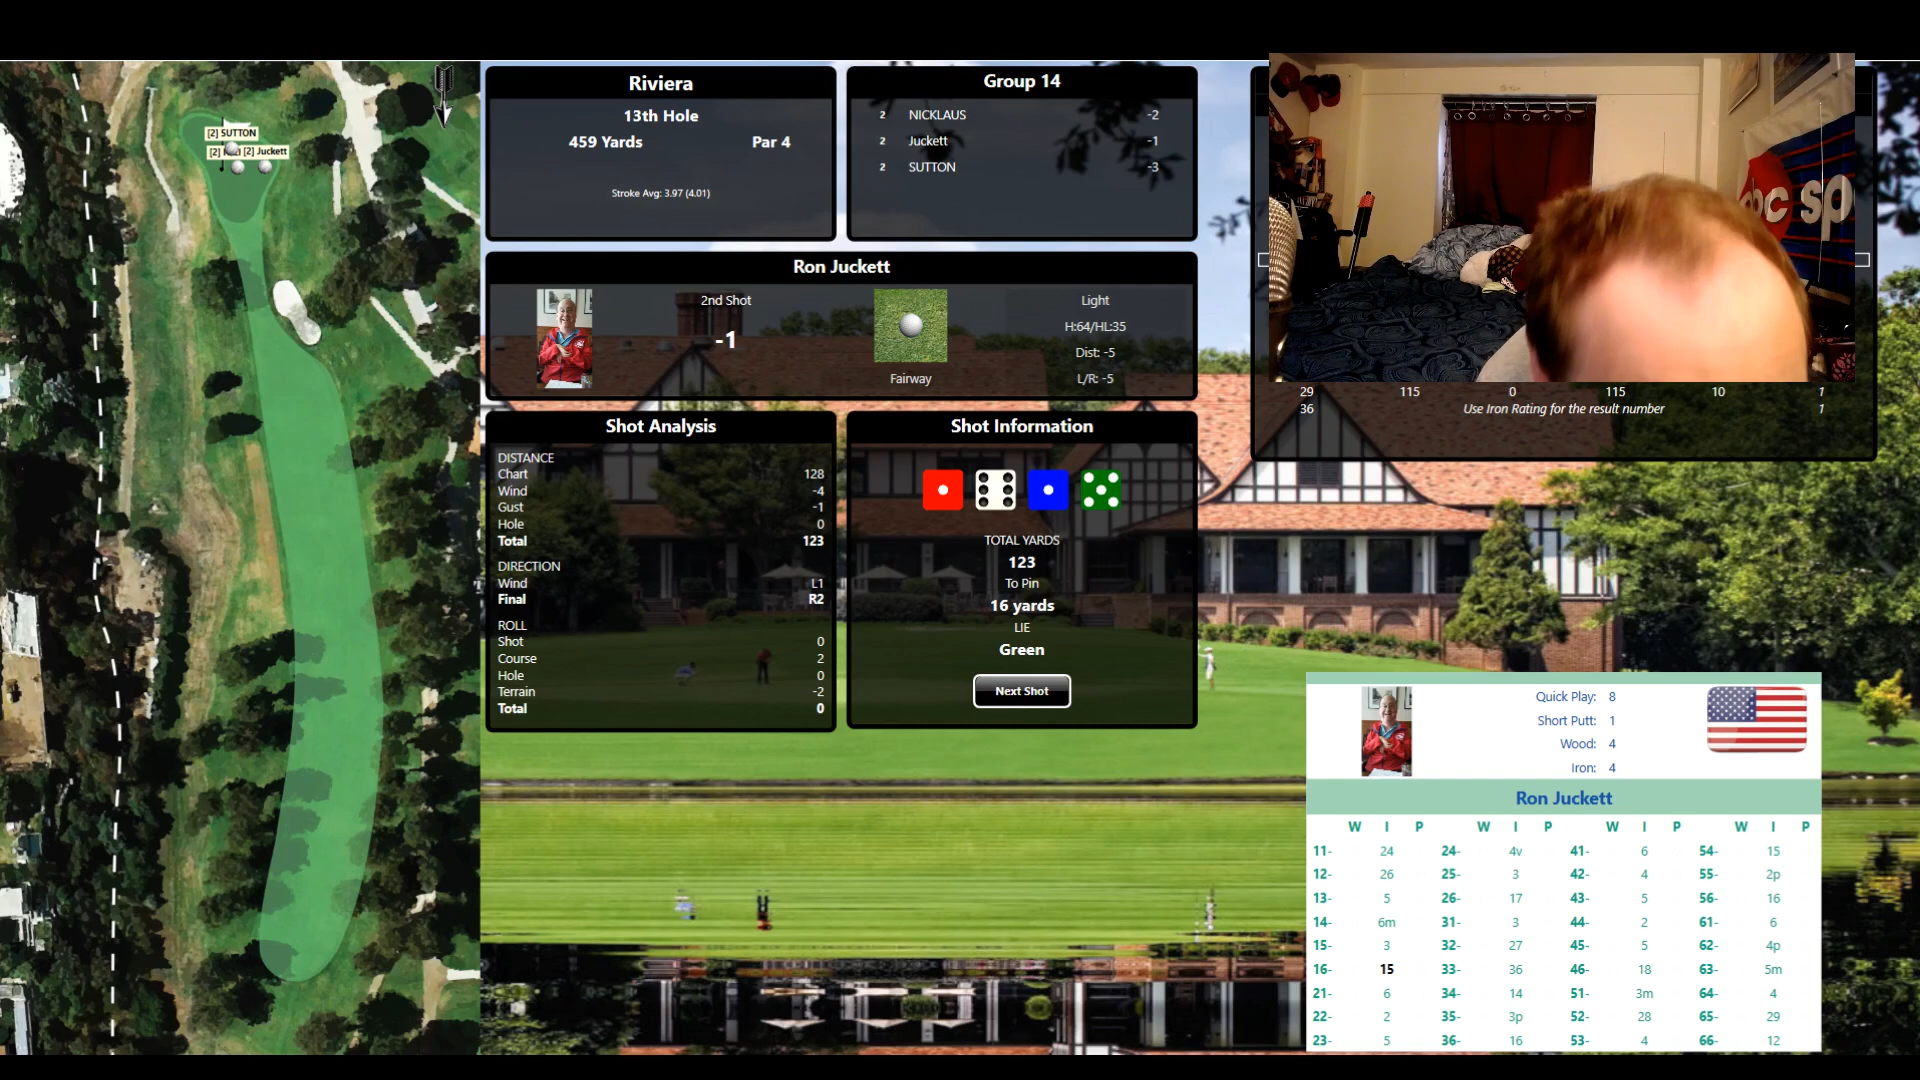 [2] SUTTON
[2]
[2] Juckett
Riviera
13th Hole
459 Yards Par 4
Stroke Avg: 3.97 (4.01)
Group 14
2 NICKLAUS -2
2 Juckett -1
2 SUTTON -3
Ron Juckett
2nd Shot
-1
Fairway
Light
H:64/HL:35
Dist: -5
L/R: -5
Shot Analysis
DISTANCE
Chart 128
Wind -4
Gust -1
Hole 0
Total 123
DIRECTION
Wind L1
Final R2
ROLL
Shot 0
Course 2
Hole 0
Terrain -2
Total 0
Shot Information
TOTAL YARDS
123
To Pin
16 yards
LIE
Green
Next Shot
29 115 0 115 10 1
36 Use Iron Rating for the result number 1
Quick Play: 8
Short Putt: 1
Wood: 4
Iron: 4
Ron Juckett
W I P W I P W I P W I P
11- 24 24- 4v 41- 6 54- 15
12- 26 25- 3 42- 4 55- 2p
13- 5 26- 17 43- 5 56- 16
14- 6m 31- 3 44- 2 61- 6
15- 3 32- 27 45- 5 62- 4p
16- 15 33- 36 46- 18 63- 5m
21- 6 34- 14 51- 3m 64- 4
22- 2 35- 3p 52- 28 65- 29
23- 5 36- 16 53- 4 66- 12